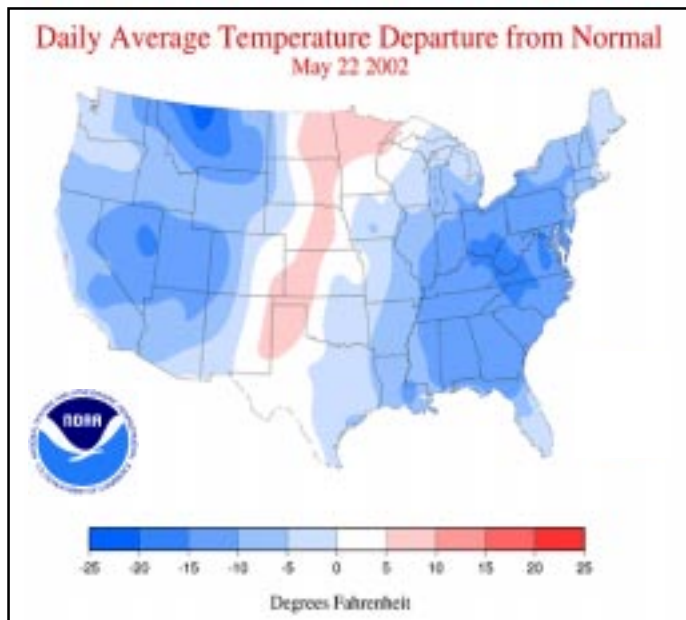 Daily Average Temperature Departure from Normal
May 22 2002
NOAA
-25 -20 -15 -10 -5 0 5 10 15 20 25
Degrees Fahrenheit